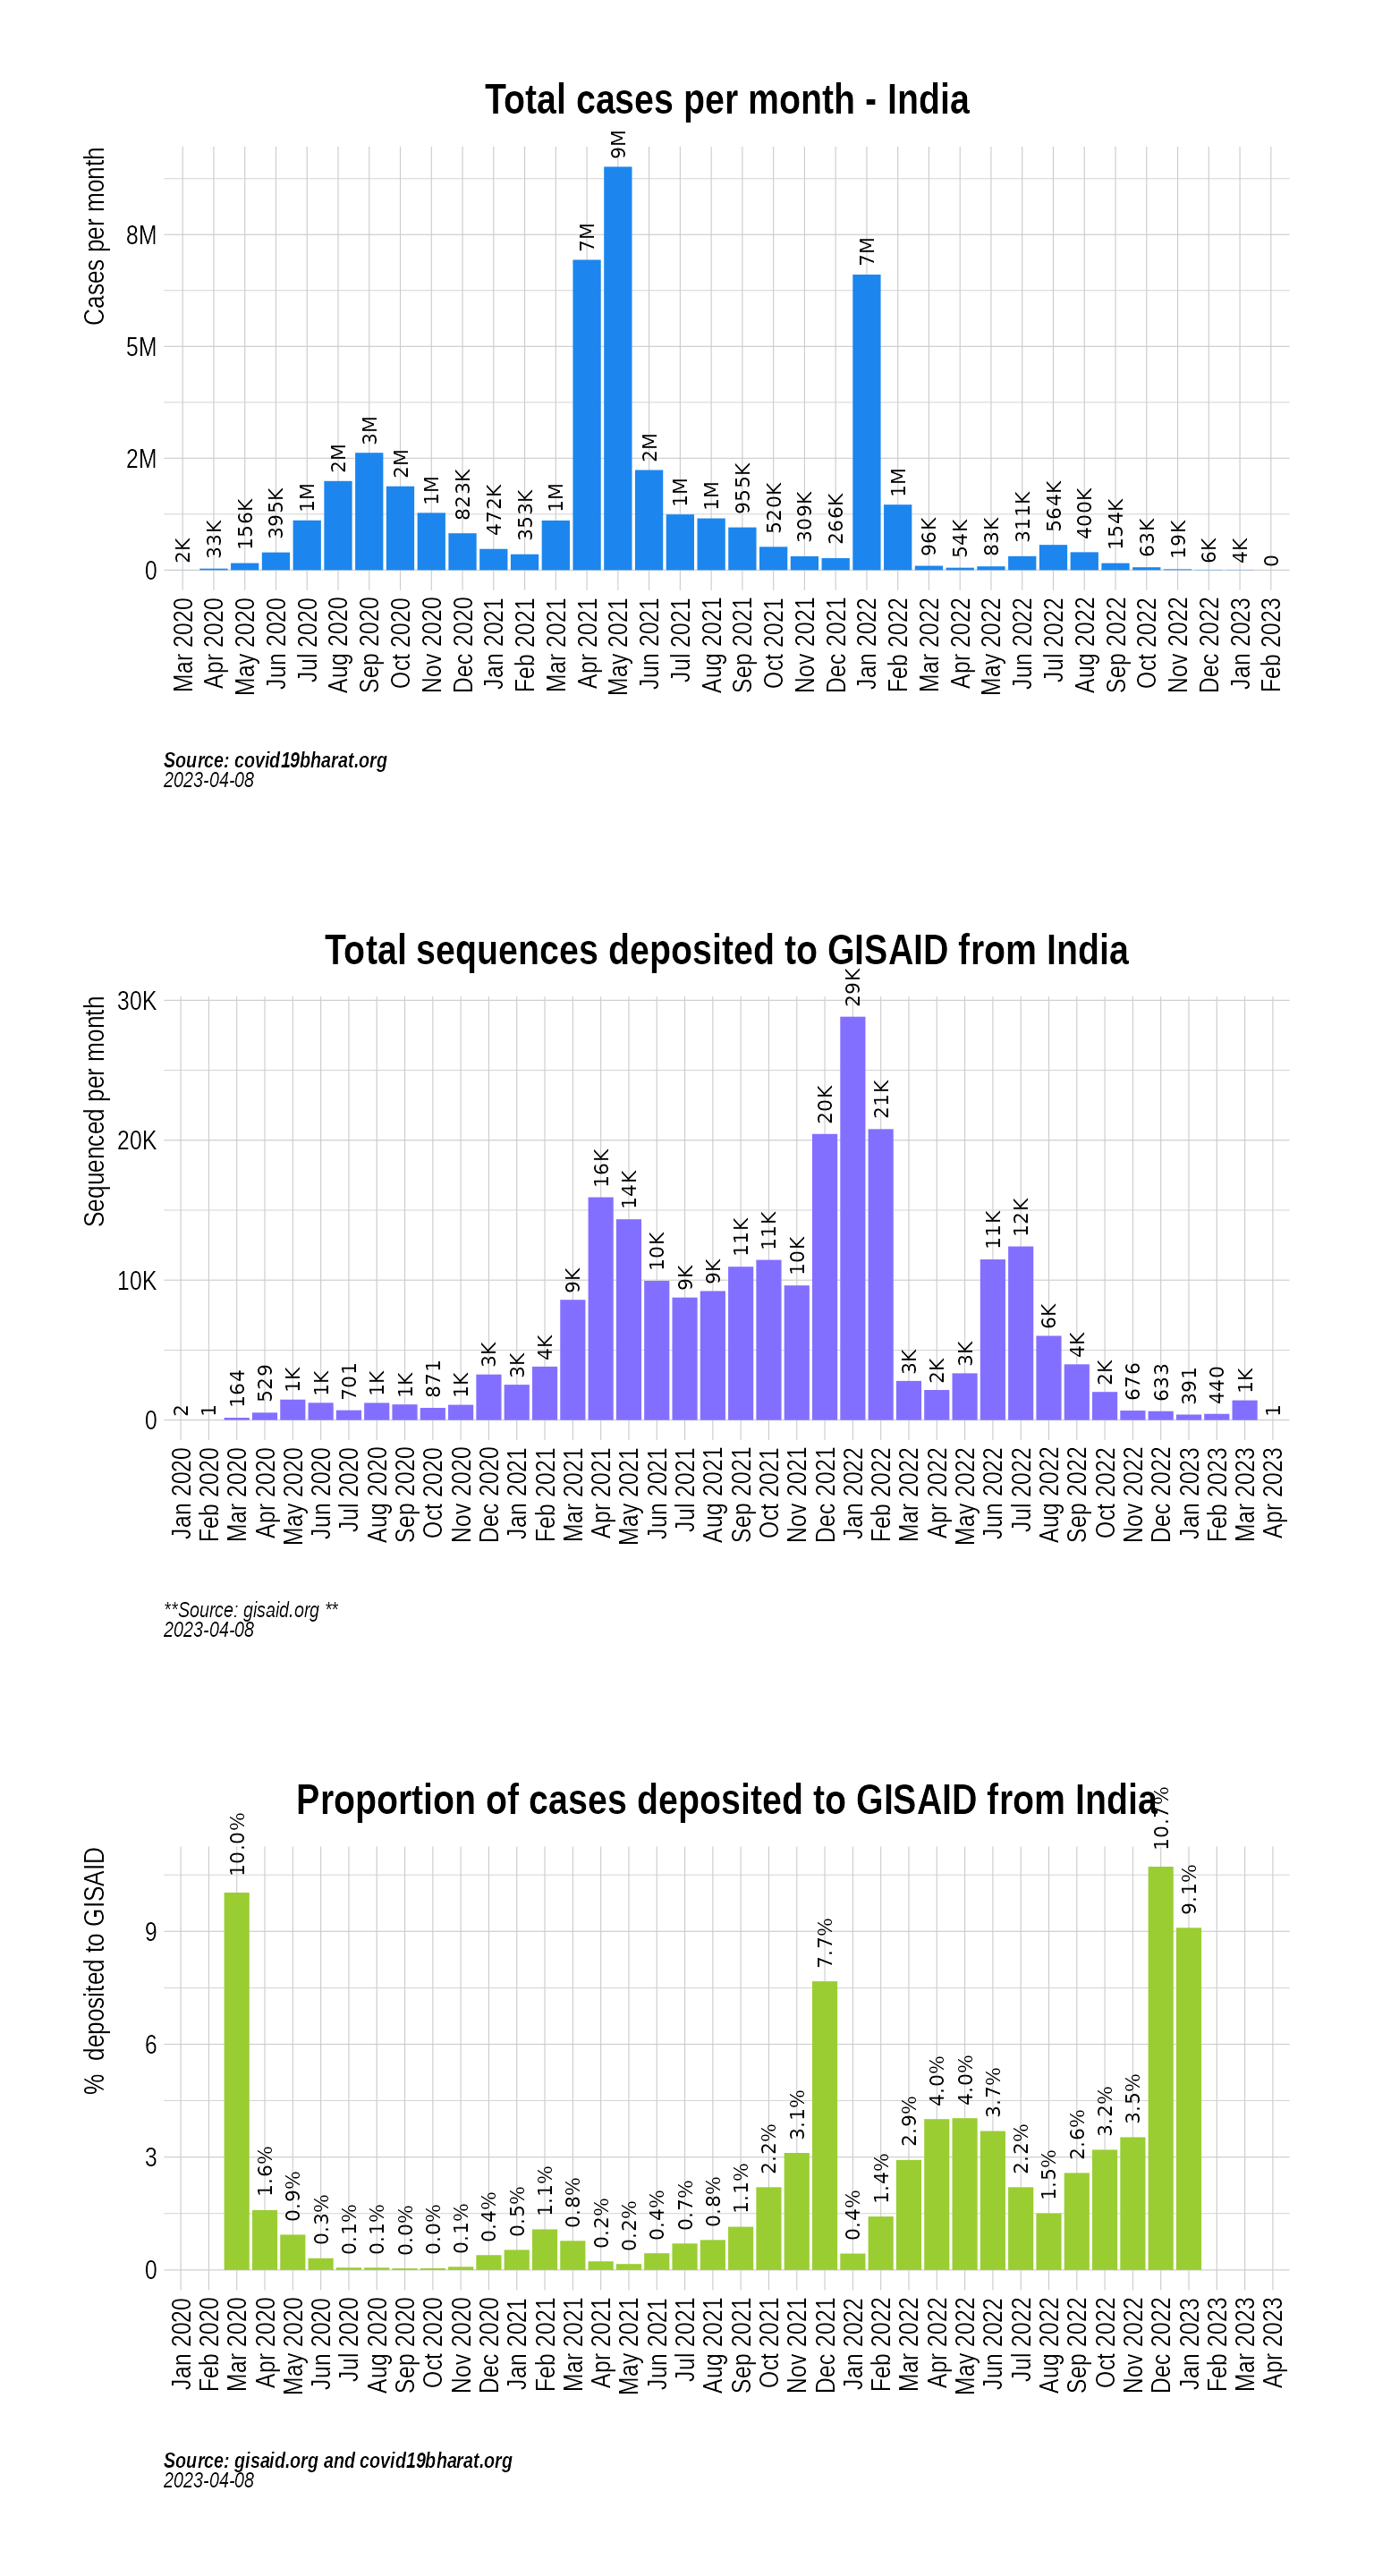 Total cases per month - India
Cases per month
8M
5M
2M
0
2K
33K
156K
395K
1M
2M
3M
2M
1M
823K
472K
353K
1M
7M
9M
2M
1M
1M
955K
520K
309K
266K
7M
1M
96K
54K
83K
311K
564K
400K
154K
63K
19K
6K
4K
0
Mar 2020
Apr 2020
May 2020
Jun 2020
Jul 2020
Aug 2020
Sep 2020
Oct 2020
Nov 2020
Dec 2020
Jan 2021
Feb 2021
Mar 2021
Apr 2021
May 2021
Jun 2021
Jul 2021
Aug 2021
Sep 2021
Oct 2021
Nov 2021
Dec 2021
Jan 2022
Feb 2022
Mar 2022
Apr 2022
May 2022
Jun 2022
Jul 2022
Aug 2022
Sep 2022
Oct 2022
Nov 2022
Dec 2022
Jan 2023
Feb 2023
Source: covid19bharat.org
2023-04-08
Total sequences deposited to GISAID from India
Sequenced per month
30K
20K
10K
0
2
1
164
529
1K
1K
701
1K
1K
871
1K
3K
3K
4K
9K
16K
14K
10K
9K
9K
11K
11K
10K
20K
29K
21K
3K
2K
3K
11K
12K
6K
4K
2K
676
633
391
440
1K
1
Jan 2020
Feb 2020
Mar 2020
Apr 2020
May 2020
Jun 2020
Jul 2020
Aug 2020
Sep 2020
Oct 2020
Nov 2020
Dec 2020
Jan 2021
Feb 2021
Mar 2021
Apr 2021
May 2021
Jun 2021
Jul 2021
Aug 2021
Sep 2021
Oct 2021
Nov 2021
Dec 2021
Jan 2022
Feb 2022
Mar 2022
Apr 2022
May 2022
Jun 2022
Jul 2022
Aug 2022
Sep 2022
Oct 2022
Nov 2022
Dec 2022
Jan 2023
Feb 2023
Mar 2023
Apr 2023
**Source: gisaid.org **
2023-04-08
Proportion of cases deposited to GISAID from India
% deposited to GISAID
9
6
3
0
10.0%
1.6%
0.9%
0.3%
0.1%
0.1%
0.0%
0.0%
0.1%
0.4%
0.5%
1.1%
0.8%
0.2%
0.2%
0.4%
0.7%
0.8%
1.1%
2.2%
3.1%
7.7%
0.4%
1.4%
2.9%
4.0%
4.0%
3.7%
2.2%
1.5%
2.6%
3.2%
3.5%
10.7%
9.1%
Jan 2020
Feb 2020
Mar 2020
Apr 2020
May 2020
Jun 2020
Jul 2020
Aug 2020
Sep 2020
Oct 2020
Nov 2020
Dec 2020
Jan 2021
Feb 2021
Mar 2021
Apr 2021
May 2021
Jun 2021
Jul 2021
Aug 2021
Sep 2021
Oct 2021
Nov 2021
Dec 2021
Jan 2022
Feb 2022
Mar 2022
Apr 2022
May 2022
Jun 2022
Jul 2022
Aug 2022
Sep 2022
Oct 2022
Nov 2022
Dec 2022
Jan 2023
Feb 2023
Mar 2023
Apr 2023
Source: gisaid.org and covid19bharat.org
2023-04-08